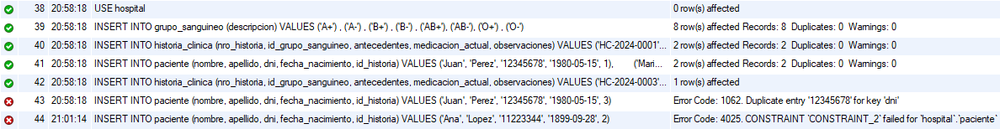 38 20:58:18 USE hospital 0 row(s) affected
39 20:58:18 INSERT INTO grupo_sanguineo (descripcion) VALUES ('A+') , ('A-') , ('B+') , ('B-') , ('AB+'), ('AB-'), ('O+') , ('O-') 8 row(s) affected Records: 8 Duplicates: 0 Warnings: 0
40 20:58:18 INSERT INTO historia_clinica (nro_historia, id_grupo_sanguineo, antecedentes, medicacion_actual, observaciones) VALUES ('HC-2024-0001'... 2 row(s) affected Records: 2 Duplicates: 0 Warnings: 0
41 20:58:18 INSERT INTO paciente (nombre, apellido, dni, fecha_nacimiento, id_historia) VALUES ('Juan', 'Perez', '12345678', '1980-05-15', 1), ('Mari... 2 row(s) affected Records: 2 Duplicates: 0 Warnings: 0
42 20:58:18 INSERT INTO historia_clinica (nro_historia, id_grupo_sanguineo, antecedentes, medicacion_actual, observaciones) VALUES ('HC-2024-0003'... 1 row(s) affected
43 20:58:18 INSERT INTO paciente (nombre, apellido, dni, fecha_nacimiento, id_historia) VALUES ('Juan', 'Perez', '12345678', '1980-05-15', 3) Error Code: 1062. Duplicate entry '12345678' for key 'dni'
44 21:01:14 INSERT INTO paciente (nombre, apellido, dni, fecha_nacimiento, id_historia) VALUES ('Ana', 'Lopez', '11223344', '1899-09-28', 2) Error Code: 4025. CONSTRAINT `CONSTRAINT_2` failed for `hospital`.`paciente`